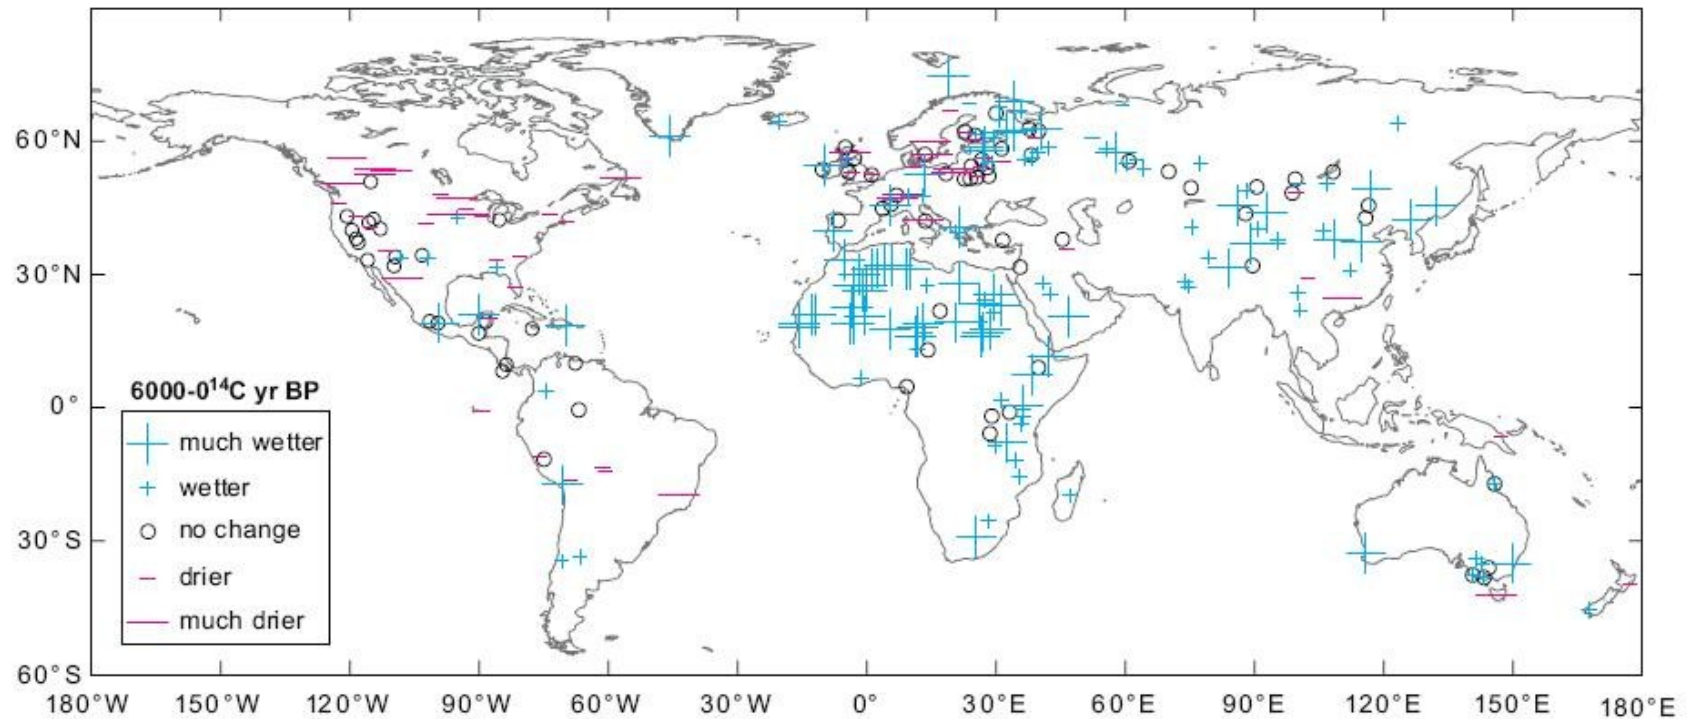 60°N
30°N
0°
30°S
60°S
6000-0¹⁴C yr BP
much wetter
wetter
no change
drier
much drier
180°W 150°W 120°W 90°W 60°W 30°W 0° 30°E 60°E 90°E 120°E 150°E 180°E